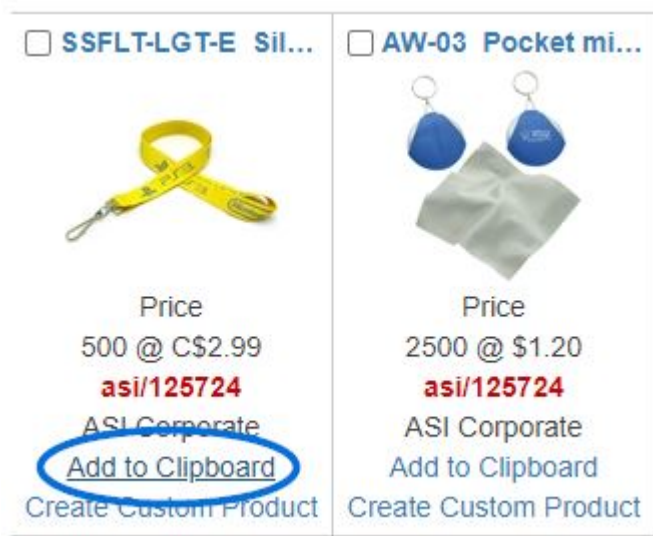 SSFLT-LGT-E Sil...
PS3
Price
500 @ C$2.99
asi/125724
ASI Corporate
Add to Clipboard
Create Custom Product
AW-03 Pocket mi...
Price
2500 @ $1.20
asi/125724
ASI Corporate
Add to Clipboard
Create Custom Product